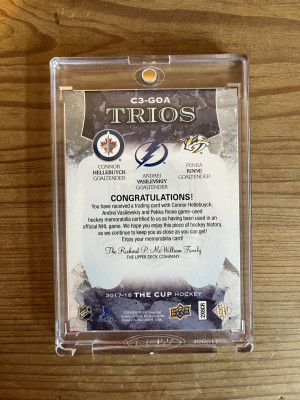 C3-GOA
TRIOS
CONNOR
HELLEBUYCK
GOALTENDER
ANDREI
VASILEVSKIY
GOALTENDER
PEKKA
RINNE
GOALTENDER
CONGRATULATIONS!
You have received a trading card with Connor Hellebuyck,
Andrei Vasilevskiy and Pekka Rinne game-used
hockey memorabilia certified to us as having been used in an
official NHL game. We hope you enjoy this piece of hockey history,
as we continue to keep you as close as you can get!
Enjoy your memorabilia card!
The Richard P. McWilliam Family
THE UPPER DECK COMPANY
2017-18 THE CUP HOCKEY